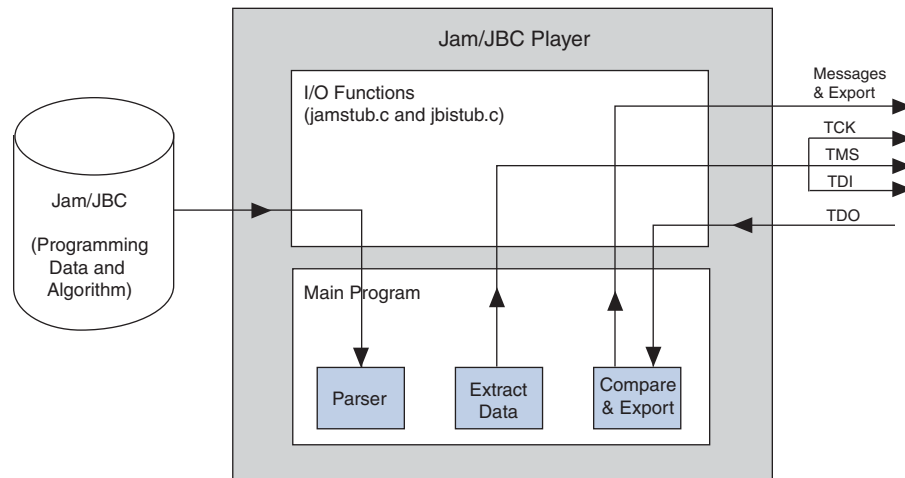 Jam/JBC Player
I/O Functions
(jamstub.c and jbistub.c)
Messages
& Export
TCK
TMS
TDI
TDO
Jam/JBC
(Programming
Data and
Algorithm)
Main Program
Parser
Extract
Data
Compare
& Export